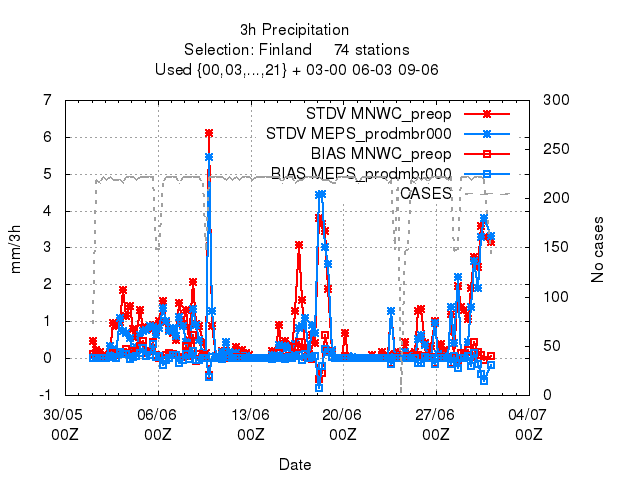 3h Precipitation
Selection: Finland 74 stations
Used {00,03,...,21} + 03-00 06-03 09-06
STDV MNWC_preop
STDV MEPS_prodmbr000
BIAS MNWC_preop
BIAS MEPS_prodmbr000
CASES
mm/3h
7
6
5
4
3
2
1
0
-1
300
250
200
150
100
50
0
No cases
30/05 06/06 13/06 20/06 27/06 04/07
00Z 00Z 00Z 00Z 00Z 00Z
Date